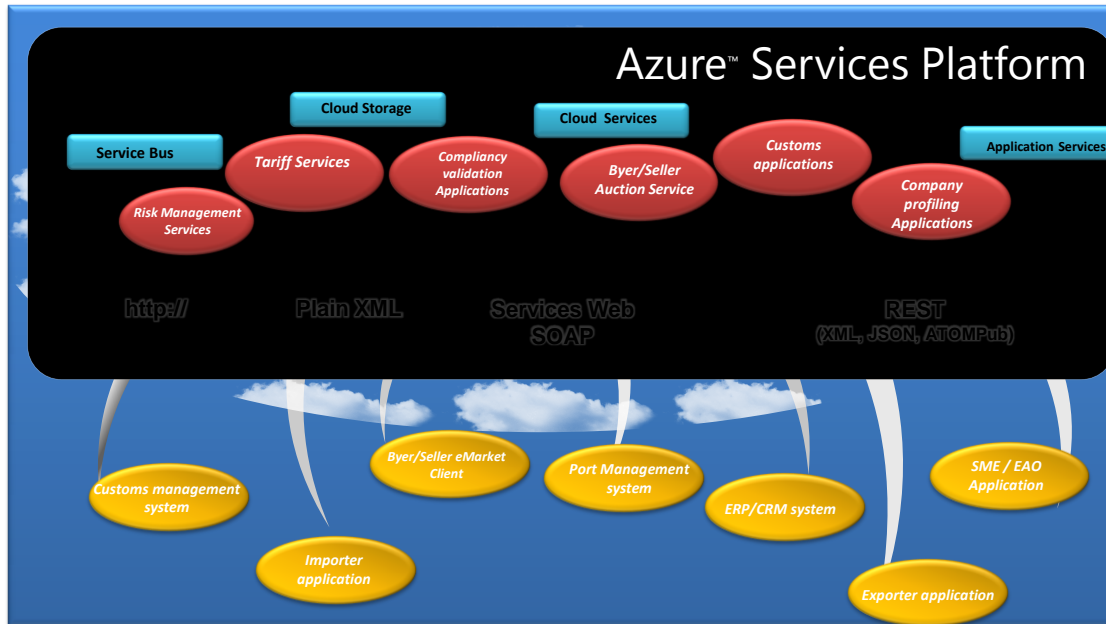 Azure™ Services Platform
Cloud Storage
Cloud Services
Service Bus
Application Services
Tariff Services
Compliancy
validation
Applications
Byer/Seller
Auction Service
Customs
applications
Company
profiling
Applications
Risk Management
Services
http://
Plain XML
Services Web
SOAP
REST
(XML, JSON, ATOMPub)
Customs management
system
Byer/Seller eMarket
Client
Port Management
system
ERP/CRM system
SME / EAO
Application
Importer
application
Exporter application